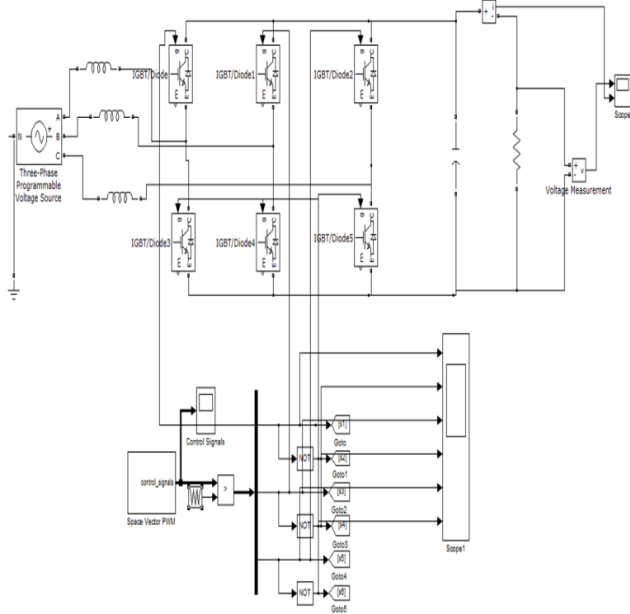 IGBT/Diode
IGBT/Diode1
IGBT/Diode2
g
C
E
g
C
E
g
C
E
i
+
-
Scope
N
A
B
C
+
Three-Phase
Programmable
Voltage Source
+
-
v
Voltage Measurement
IGBT/Diode3
IGBT/Diode4
IGBT/Diode5
g
C
E
g
C
E
g
C
E
Control Signals
control_signals
Space Vector PWM
>
NOT
NOT
NOT
[s1]
Goto
[s2]
Goto1
[s3]
Goto2
[s4]
Goto3
[s5]
Goto4
[s6]
Goto5
Scope1